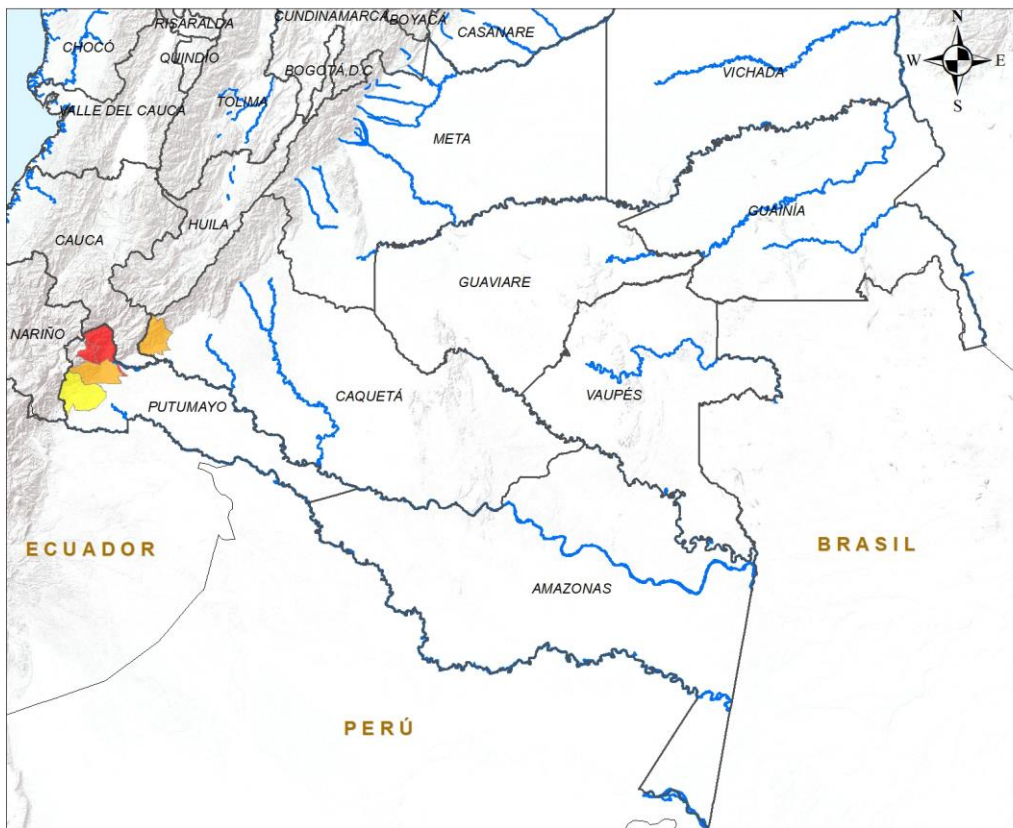 RISARALDA
CUNDINAMARCA
BOYACÁ
CASANARE
N
CHOCÓ
QUINDIO
BOGOTÁ,D.C
VICHADA
W
E
S
VALLE DEL CAUCA
TOLIMA
META
CAUCA
HUILA
GUAINÍA
GUAVIARE
NARIÑO
PUTUMAYO
CAQUETÁ
VAUPÉS
ECUADOR
BRASIL
AMAZONAS
PERÚ